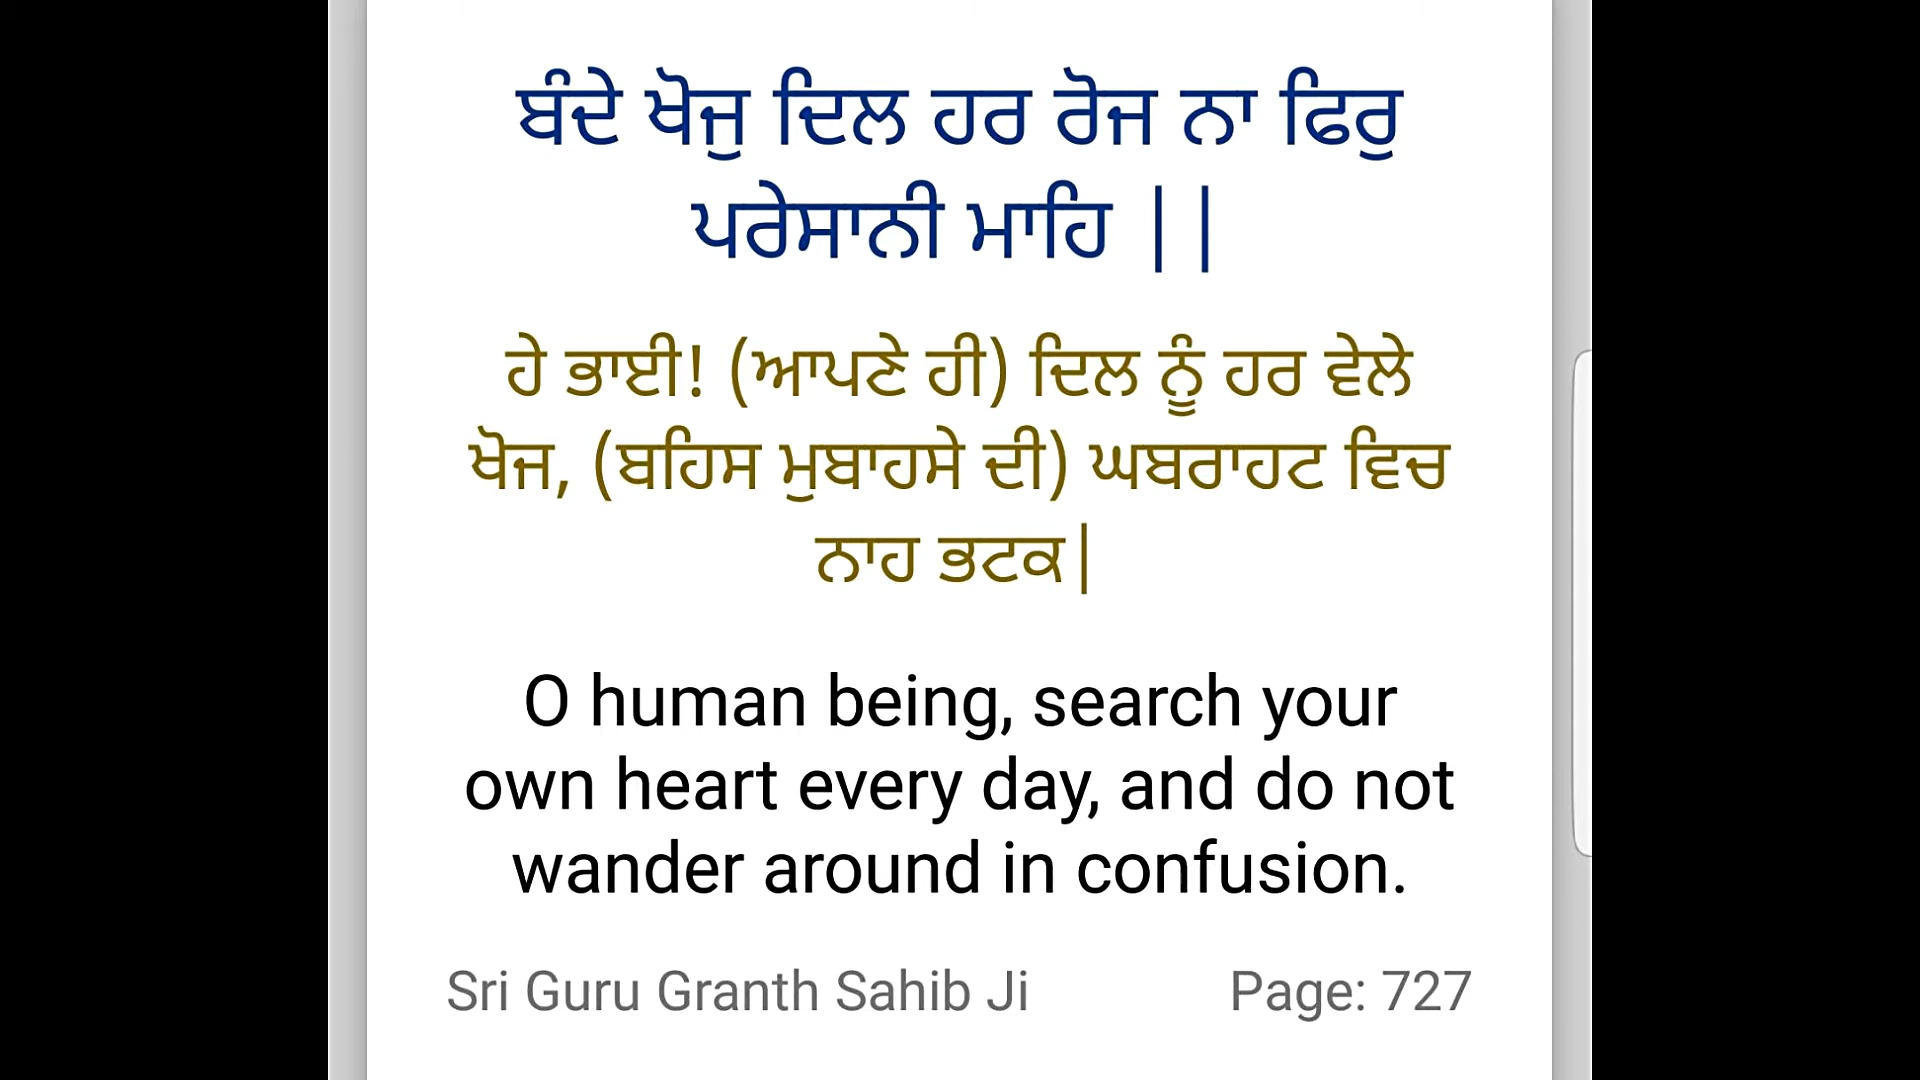 ਬੰਦੇ ਖੋਜੁ ਦਿਲ ਹਰ ਰੋਜ ਨਾ ਫਿਰੁ
ਪਰੇਸਾਨੀ ਮਾਹਿ ||
ਹੇ ਭਾਈ! (ਆਪਣੇ ਹੀ) ਦਿਲ ਨੂੰ ਹਰ ਵੇਲੇ
ਖੋਜ, (ਬਹਿਸ ਮੁਬਾਹਸੇ ਦੀ) ਘਬਰਾਹਟ ਵਿਚ
ਨਾਹ ਭਟਕ|
O human being, search your
own heart every day, and do not
wander around in confusion.
Sri Guru Granth Sahib Ji Page: 727